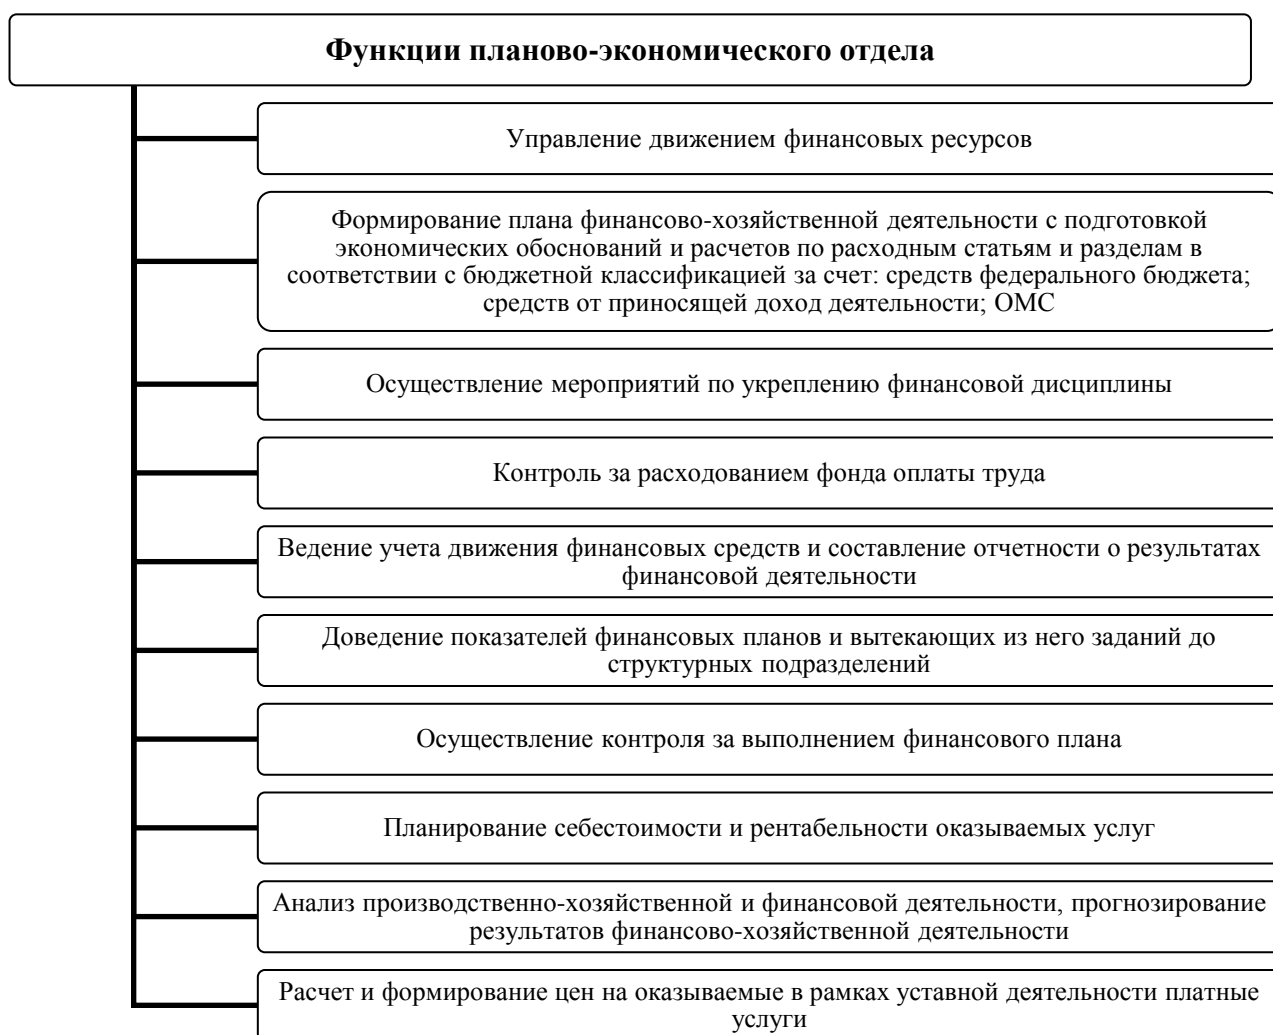 Функции планово-экономического отдела
Управление движением финансовых ресурсов
Формирование плана финансово-хозяйственной деятельности с подготовкой
экономических обоснований и расчетов по расходным статьям и разделам в
соответствии с бюджетной классификацией за счет: средств федерального бюджета;
средств от приносящей доход деятельности; ОМС
Осуществление мероприятий по укреплению финансовой дисциплины
Контроль за расходованием фонда оплаты труда
Ведение учета движения финансовых средств и составление отчетности о результатах
финансовой деятельности
Доведение показателей финансовых планов и вытекающих из него заданий до
структурных подразделений
Осуществление контроля за выполнением финансового плана
Планирование себестоимости и рентабельности оказываемых услуг
Анализ производственно-хозяйственной и финансовой деятельности, прогнозирование
результатов финансово-хозяйственной деятельности
Расчет и формирование цен на оказываемые в рамках уставной деятельности платные
услуги